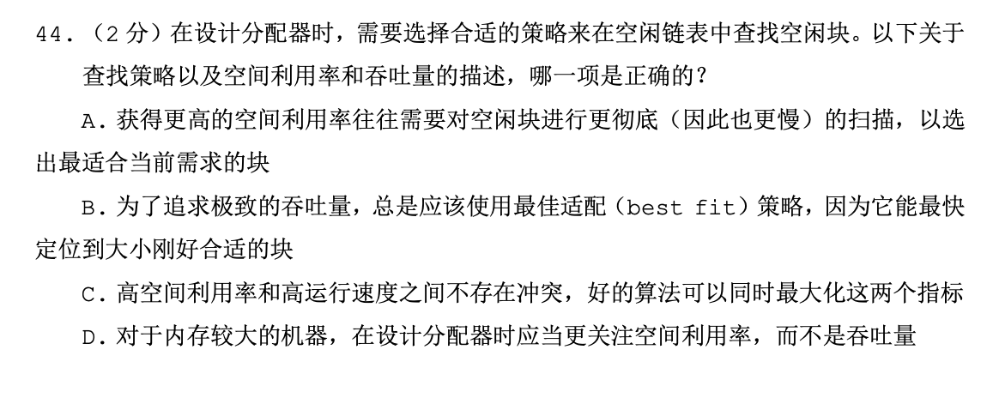 44.（2 分）在设计分配器时，需要选择合适的策略来在空闲链表中查找空闲块。以下关于
查找策略以及空间利用率和吞吐量的描述，哪一项是正确的？
A. 获得更高的空间利用率往往需要对空闲块进行更彻底（因此也更慢）的扫描，以选
出最适合当前需求的块
B. 为了追求极致的吞吐量，总是应该使用最佳适配（best fit）策略，因为它能最快
定位到大小刚好合适的块
C. 高空间利用率和高运行速度之间不存在冲突，好的算法可以同时最大化这两个指标
D. 对于内存较大的机器，在设计分配器时应当更关注空间利用率，而不是吞吐量